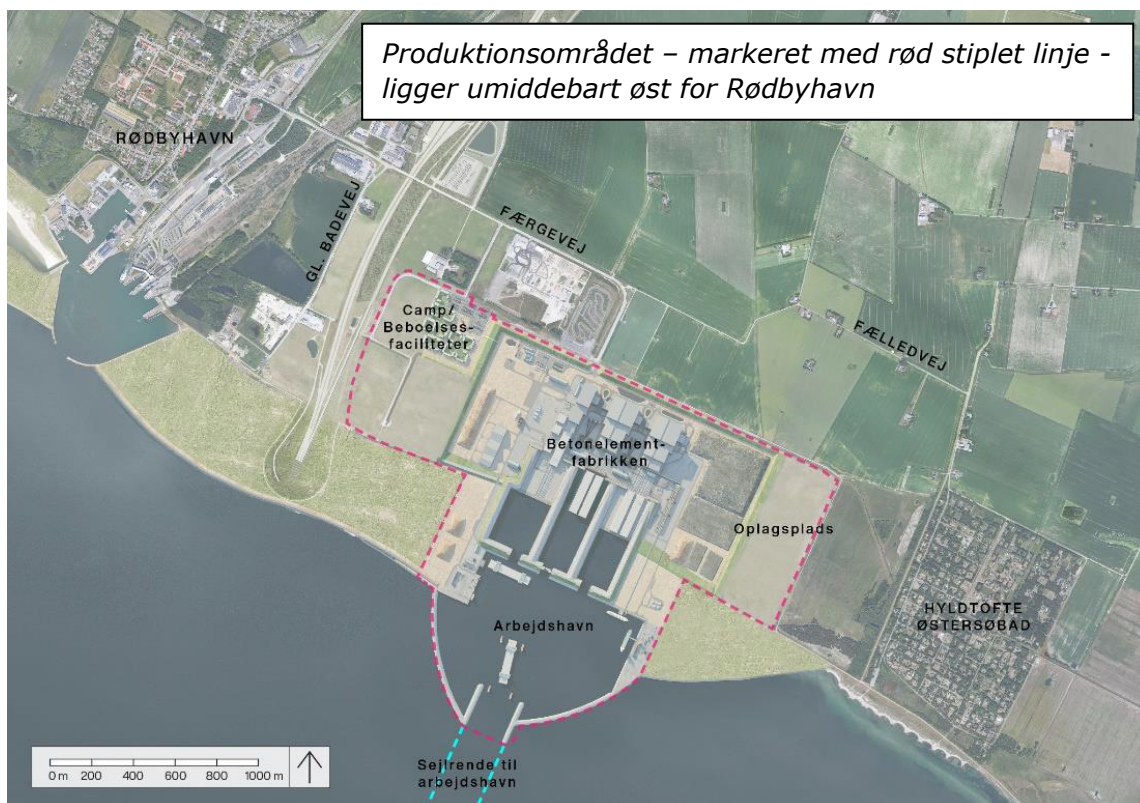 Produktionsområdet – markeret med rød stiplet linje -
ligger umiddebart øst for Rødbyhavn
RØDBYHAVN
GL. BADEVEJ
FÆRGEVEJ
Camp/
Beboelses-
faciliteter
FÆLLEDVEJ
Betonelement-
fabrikken
Oplagsplads
HYLDTOFTE
ØSTERSØBAD
Arbejdshavn
Sejlrende til
arbejdshavn
0 m 200 400 600 800 1000 m